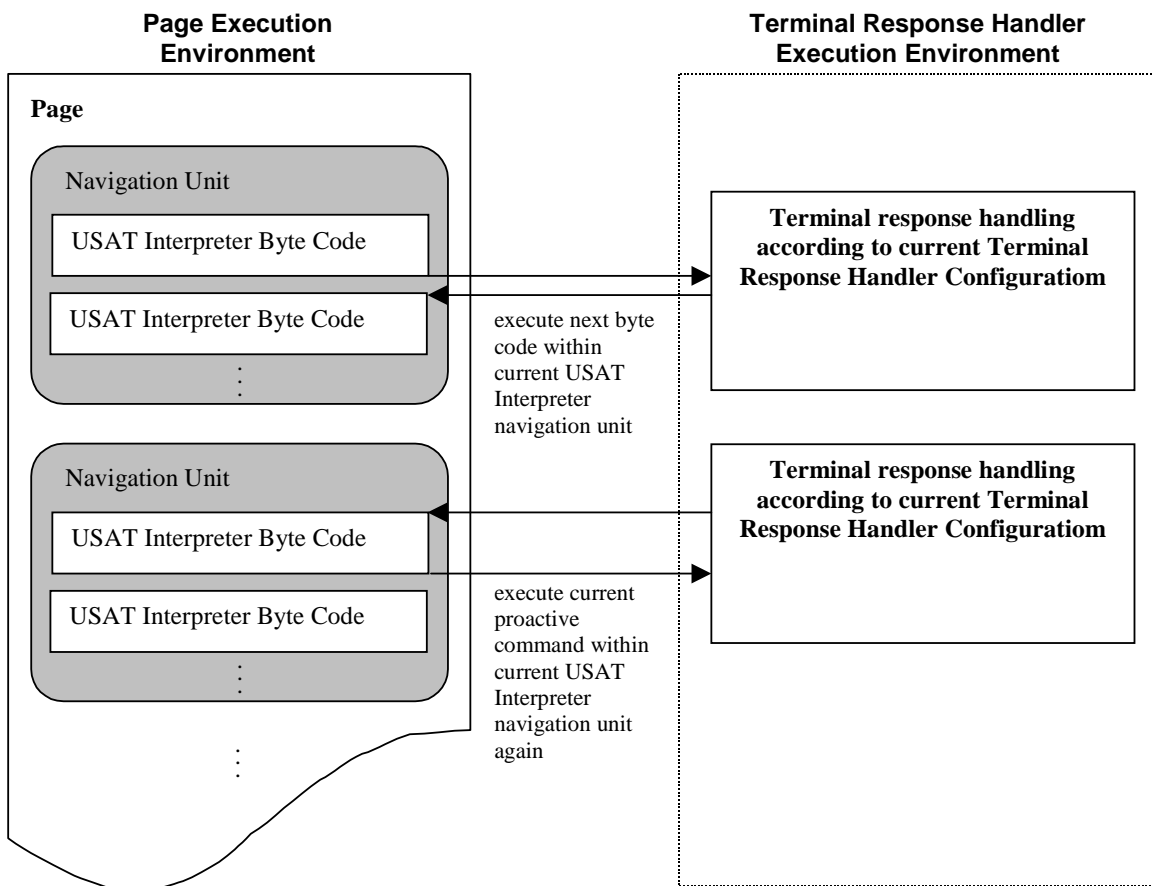 Page Execution
Environment
Terminal Response Handler
Execution Environment
Page
Navigation Unit
USAT Interpreter Byte Code
USAT Interpreter Byte Code
Terminal response handling
according to current Terminal
Response Handler Configuratiom
execute next byte
code within
current USAT
Interpreter
navigation unit
Navigation Unit
USAT Interpreter Byte Code
USAT Interpreter Byte Code
Terminal response handling
according to current Terminal
Response Handler Configuratiom
execute current
proactive
command within
current USAT
Interpreter
navigation unit
again